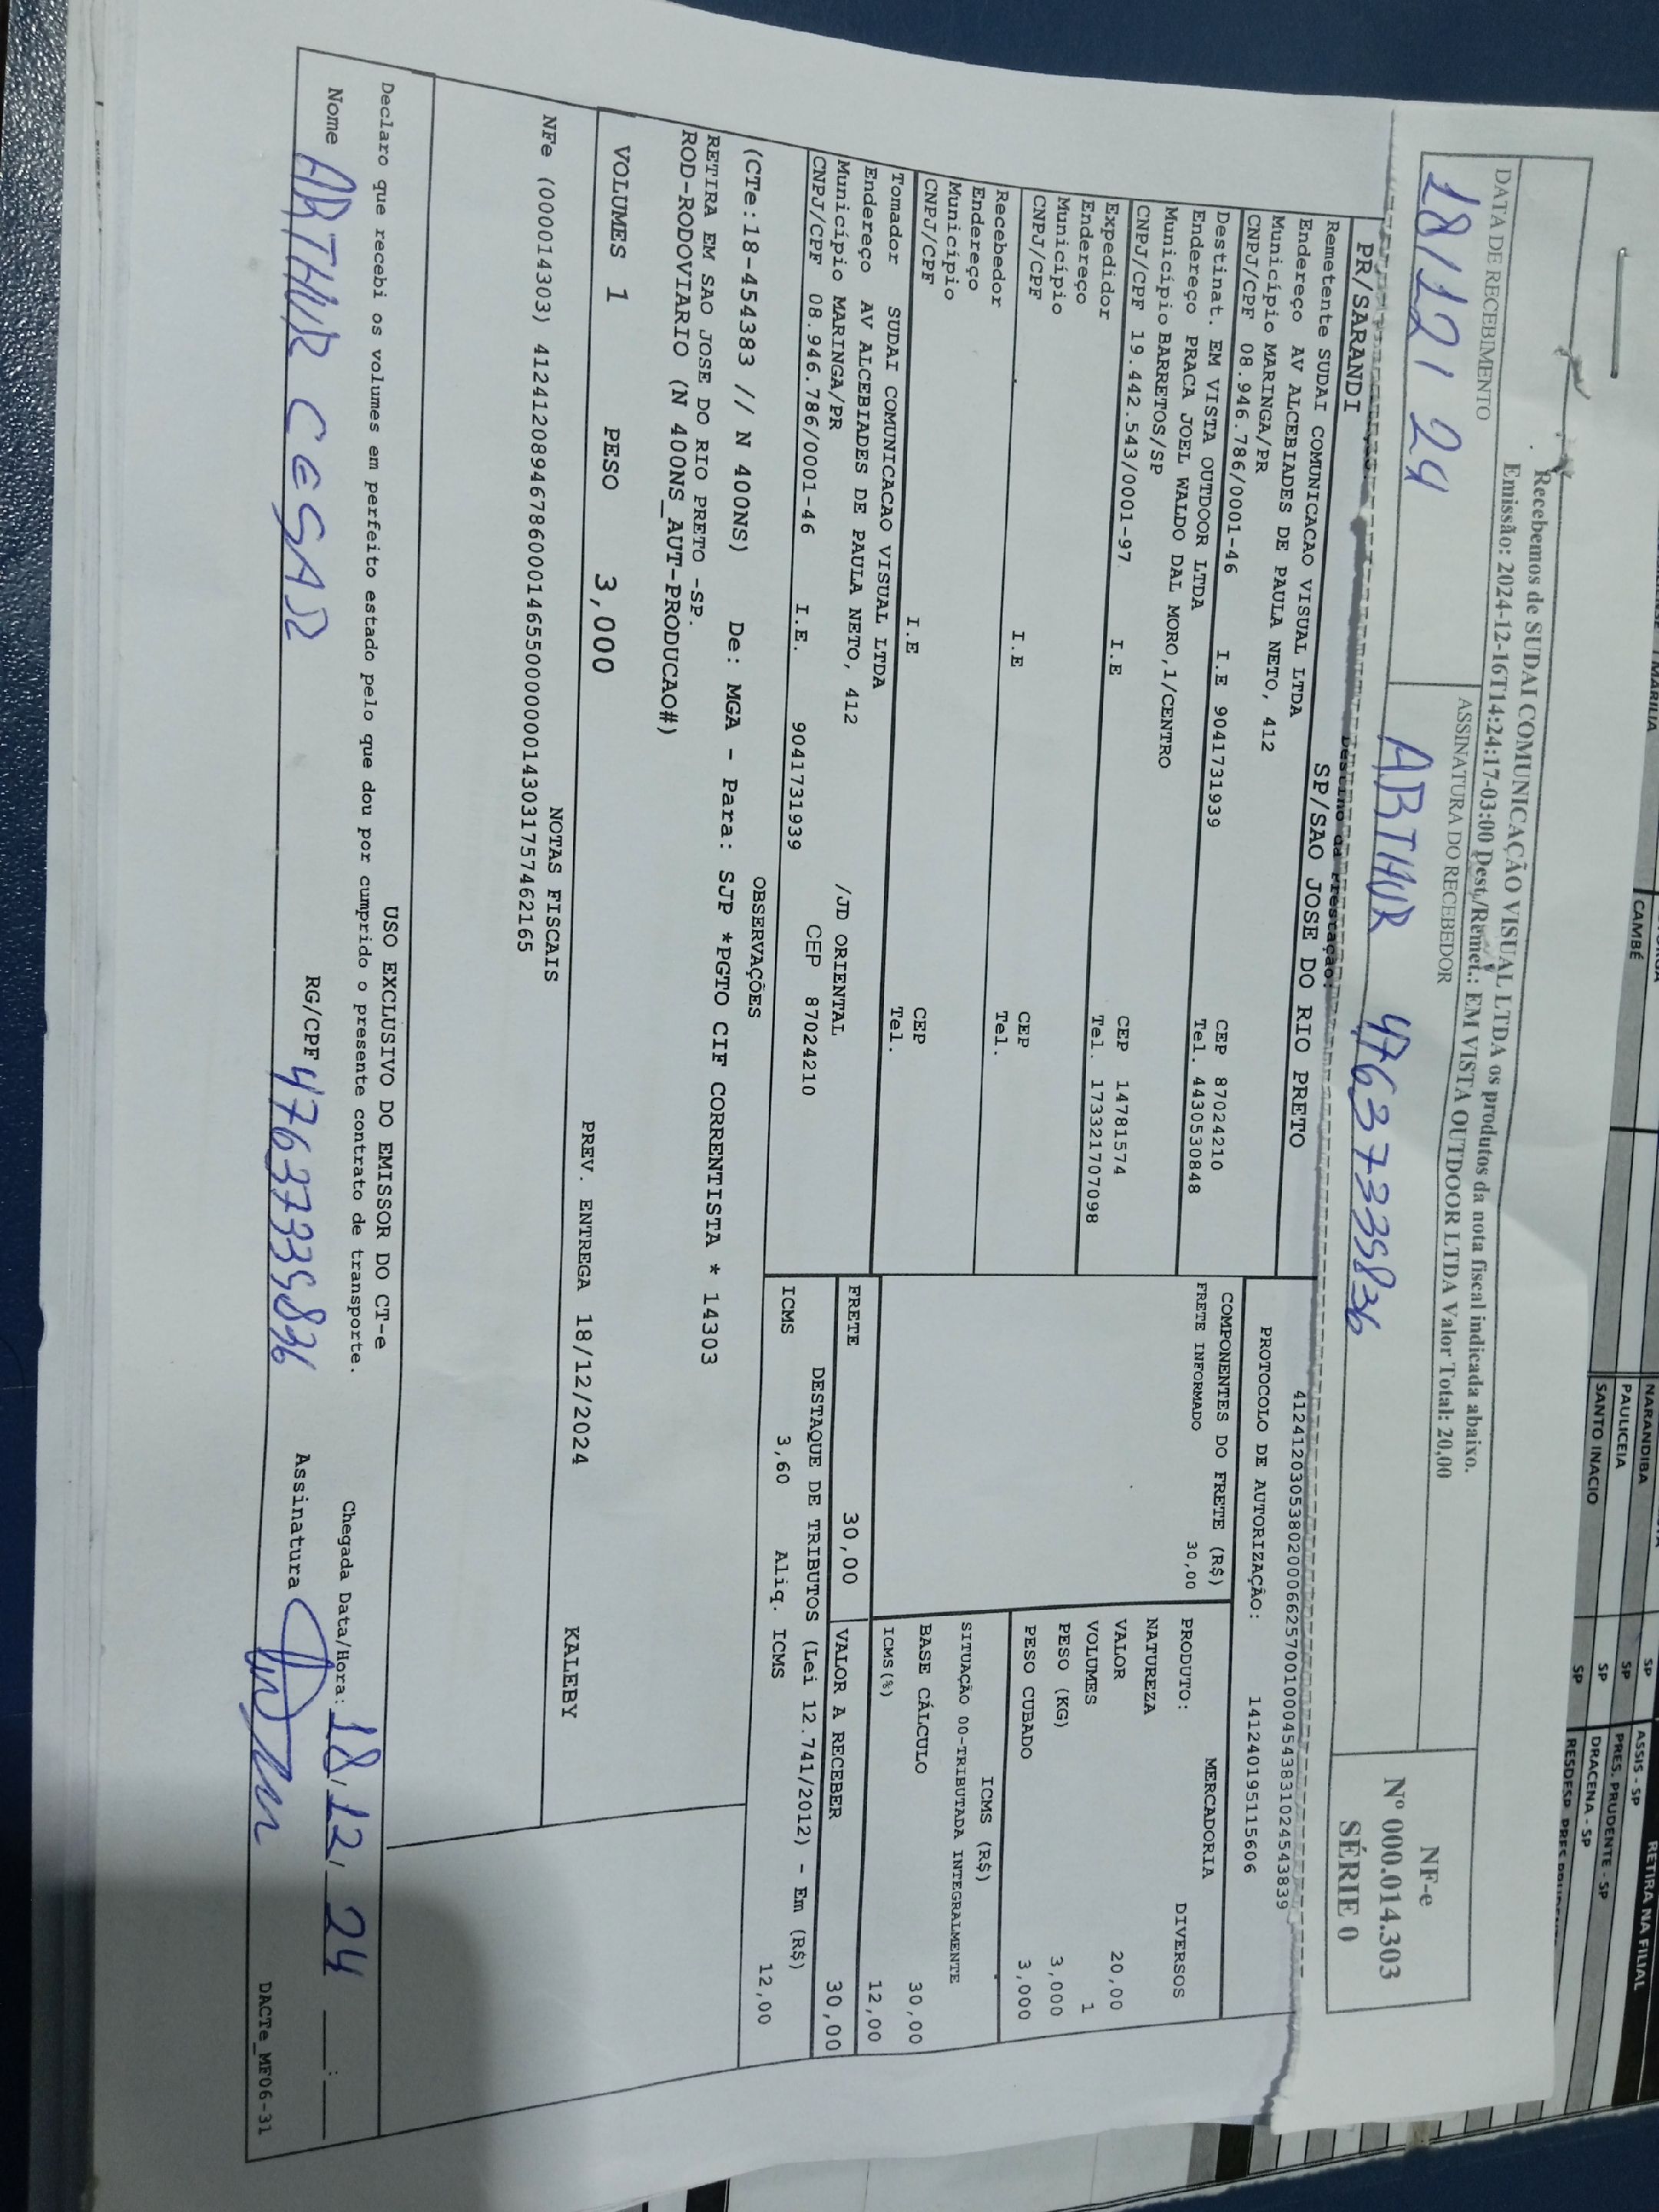 Recebemos de SUDAI COMUNICAÇÃO VISUAL LTDA os produtos da nota fiscal indicada abaixo.
Emissão: 2024-12-16T14:24:17-03:00 Dest./Remet.: EM VISTA OUTDOOR LTDA Valor Total: 20,00
DATA DE RECEBIMENTO
ASSINATURA DO RECEBEDOR
18/12/24
ARTHUR 47637335836
NF-e
Nº 000.014.303
SÉRIE 0
Destino da Prestação:
PR/SARANDI
SP/SAO JOSE DO RIO PRETO
Remetente SUDAI COMUNICACAO VISUAL LTDA
Endereço AV ALCEBIADES DE PAULA NETO, 412
Município MARINGA/PR CEP 87024210
CNPJ/CPF 08.946.786/0001-46 I.E 9041731939 Tel. 443053​0848
Destinat. EM VISTA OUTDOOR LTDA
Endereço PRACA JOEL WALDO DAL MORO,1/CENTRO
Município BARRETOS/SP CEP 14781574
CNPJ/CPF 19.442.543/0001-97 I.E Tel. 1733217​07098
Expedidor
Endereço
Município CEP
CNPJ/CPF I.E Tel.
Recebedor
Endereço
Município CEP
CNPJ/CPF I.E Tel.
Tomador SUDAI COMUNICACAO VISUAL LTDA
Endereço AV ALCEBIADES DE PAULA NETO, 412 /JD ORIENTAL
Município MARINGA/PR CEP 87024210
CNPJ/CPF 08.946.786/0001-46 I.E. 9041731939
41241203053802000662570010004543831024543839
PROTOCOLO DE AUTORIZAÇÃO: 141240195115606
COMPONENTES DO FRETE (R$)
FRETE INFORMADO 30,00
MERCADORIA
PRODUTO: DIVERSOS
NATUREZA
VALOR 20,00
VOLUMES 1
PESO (KG) 3,000
PESO CUBADO 3,000
ICMS (R$)
SITUAÇÃO 00-TRIBUTADA INTEGRALMENTE
BASE CÁLCULO 30,00
ICMS(%) 12,00
FRETE 30,00
VALOR A RECEBER 30,00
DESTAQUE DE TRIBUTOS (Lei 12.741/2012) - Em (R$)
ICMS 3,60 Aliq. ICMS 12,00
OBSERVAÇÕES
(CTe:18-454383 // N 400NS) De: MGA - Para: SJP *PGTO CIF CORRENTISTA * 14303
RETIRA EM SAO JOSE DO RIO PRETO -SP.
ROD-RODOVIARIO (N 400NS_AUT-PRODUCAO#)
VOLUMES 1 PESO 3,000 PREV. ENTREGA 18/12/2024 KALEBY
NOTAS FISCAIS
NFe (000014303) 41241208946786000146550000000143031757462165
USO EXCLUSIVO DO EMISSOR DO CT-e
Declaro que recebi os volumes em perfeito estado pelo que dou por cumprido o presente contrato de transporte.
Chegada Data/Hora: 18/12/24 __:__
Nome ARTHUR CESAR RG/CPF 47637335836 Assinatura
DACTe_MF06-31
CAMBÉ
NARANDIBA SP ASSIS - SP
PAULICEIA SP PRES. PRUDENTE - SP
SANTO INACIO SP DRACENA - SP
SP
RETIRA NA FILIAL